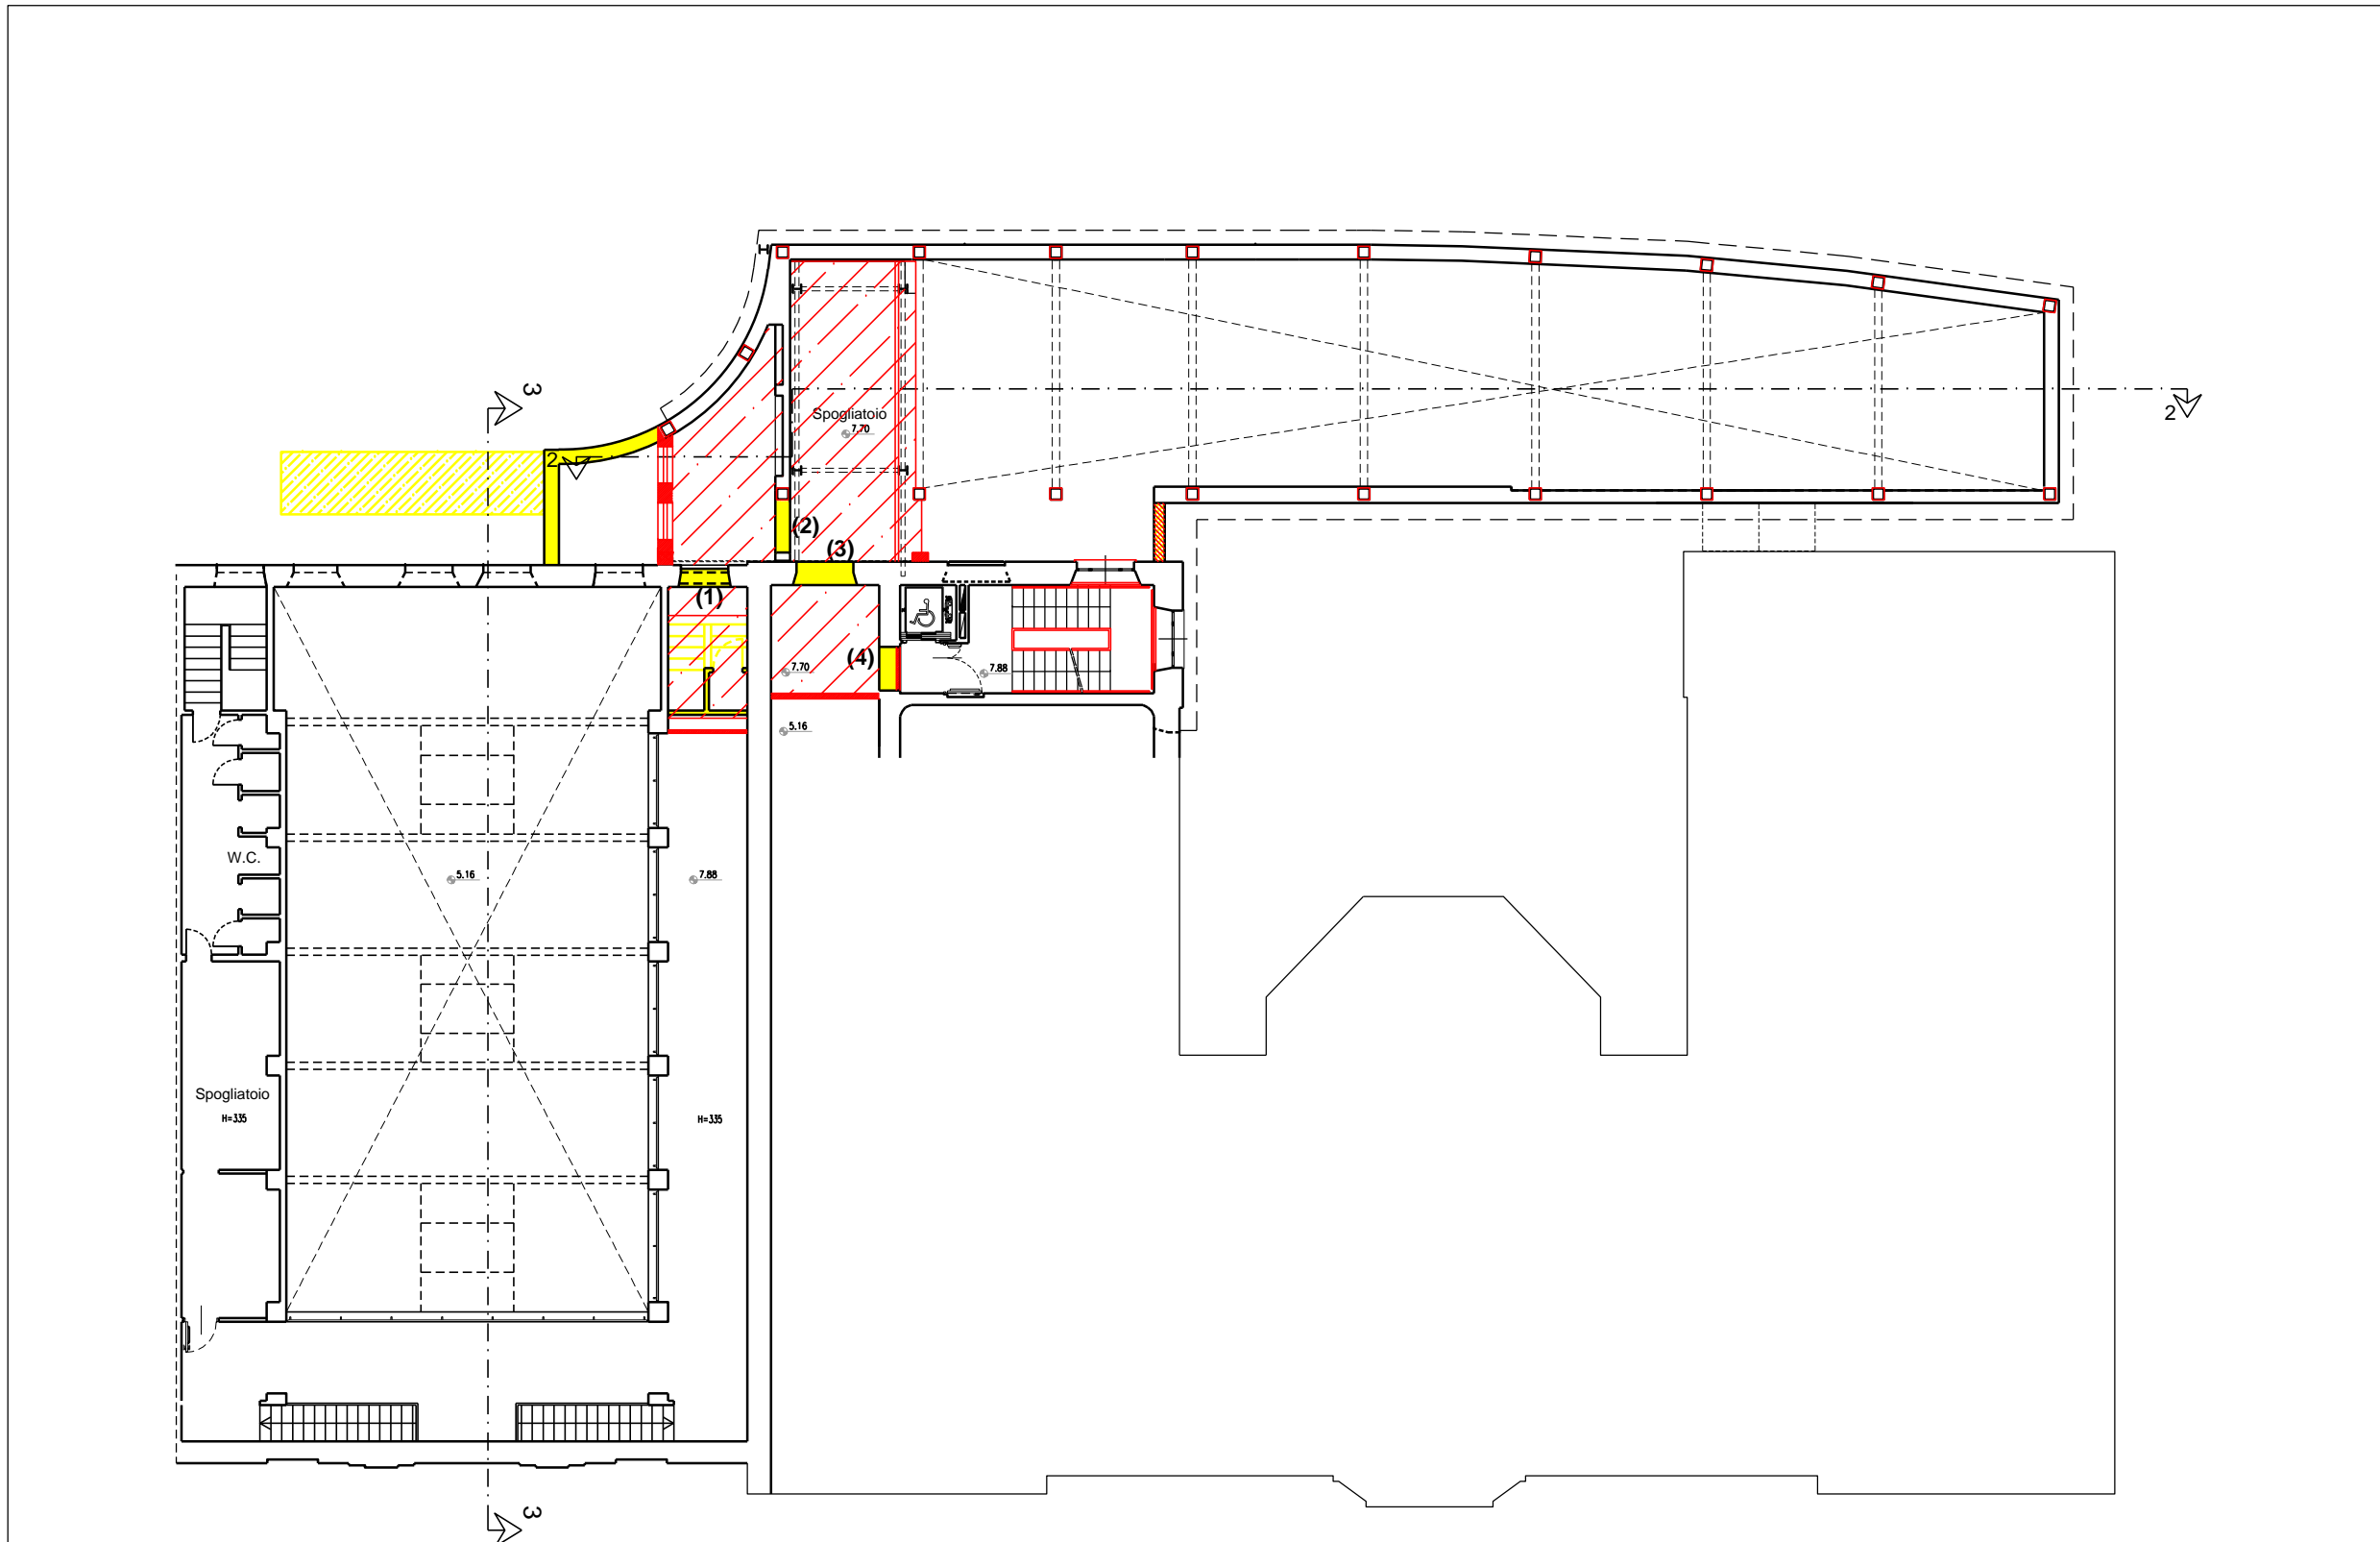 3
Spogliatoio
7.70
2
2
(2)
(3)
(1)
(4)
7.70
7.88
5.16
W.C.
5.16
7.88
Spogliatoio
H=335
H=335
3